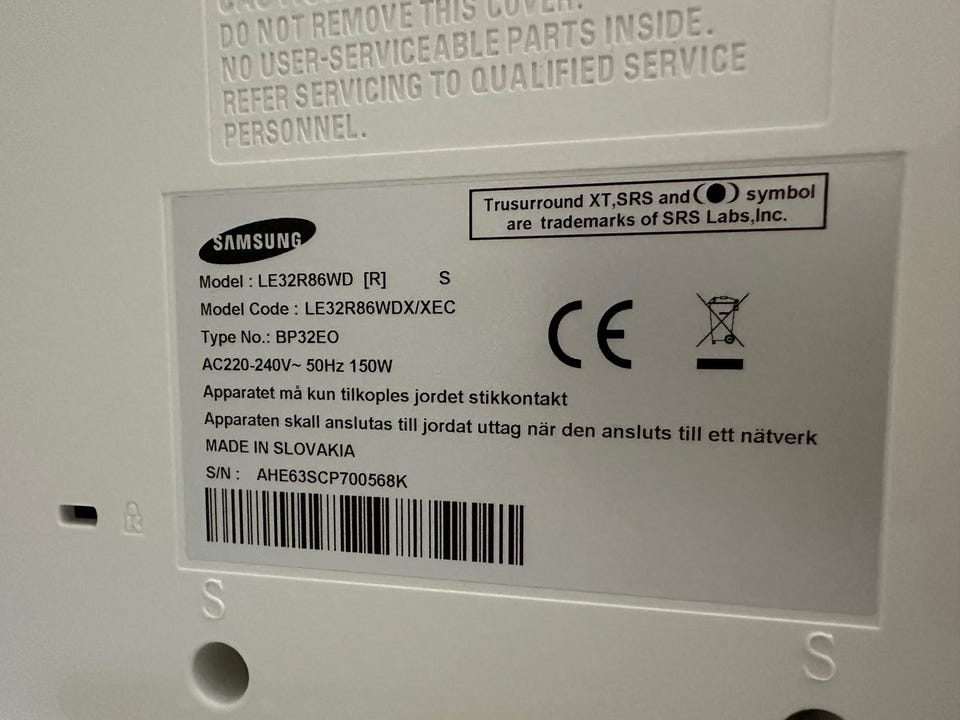 DO NOT REMOVE THIS COVER.
NO USER-SERVICEABLE PARTS INSIDE.
REFER SERVICING TO QUALIFIED SERVICE
PERSONNEL.
Trusurround XT,SRS and symbol
are trademarks of SRS Labs,Inc.
SAMSUNG
Model : LE32R86WD [R] S
Model Code : LE32R86WDX/XEC
Type No.: BP32EO
AC220-240V~ 50Hz 150W
CE
Apparatet må kun tilkoples jordet stikkontakt
Apparaten skall anslutas till jordat uttag när den ansluts till ett nätverk
MADE IN SLOVAKIA
S/N : AHE63SCP700568K
S
S